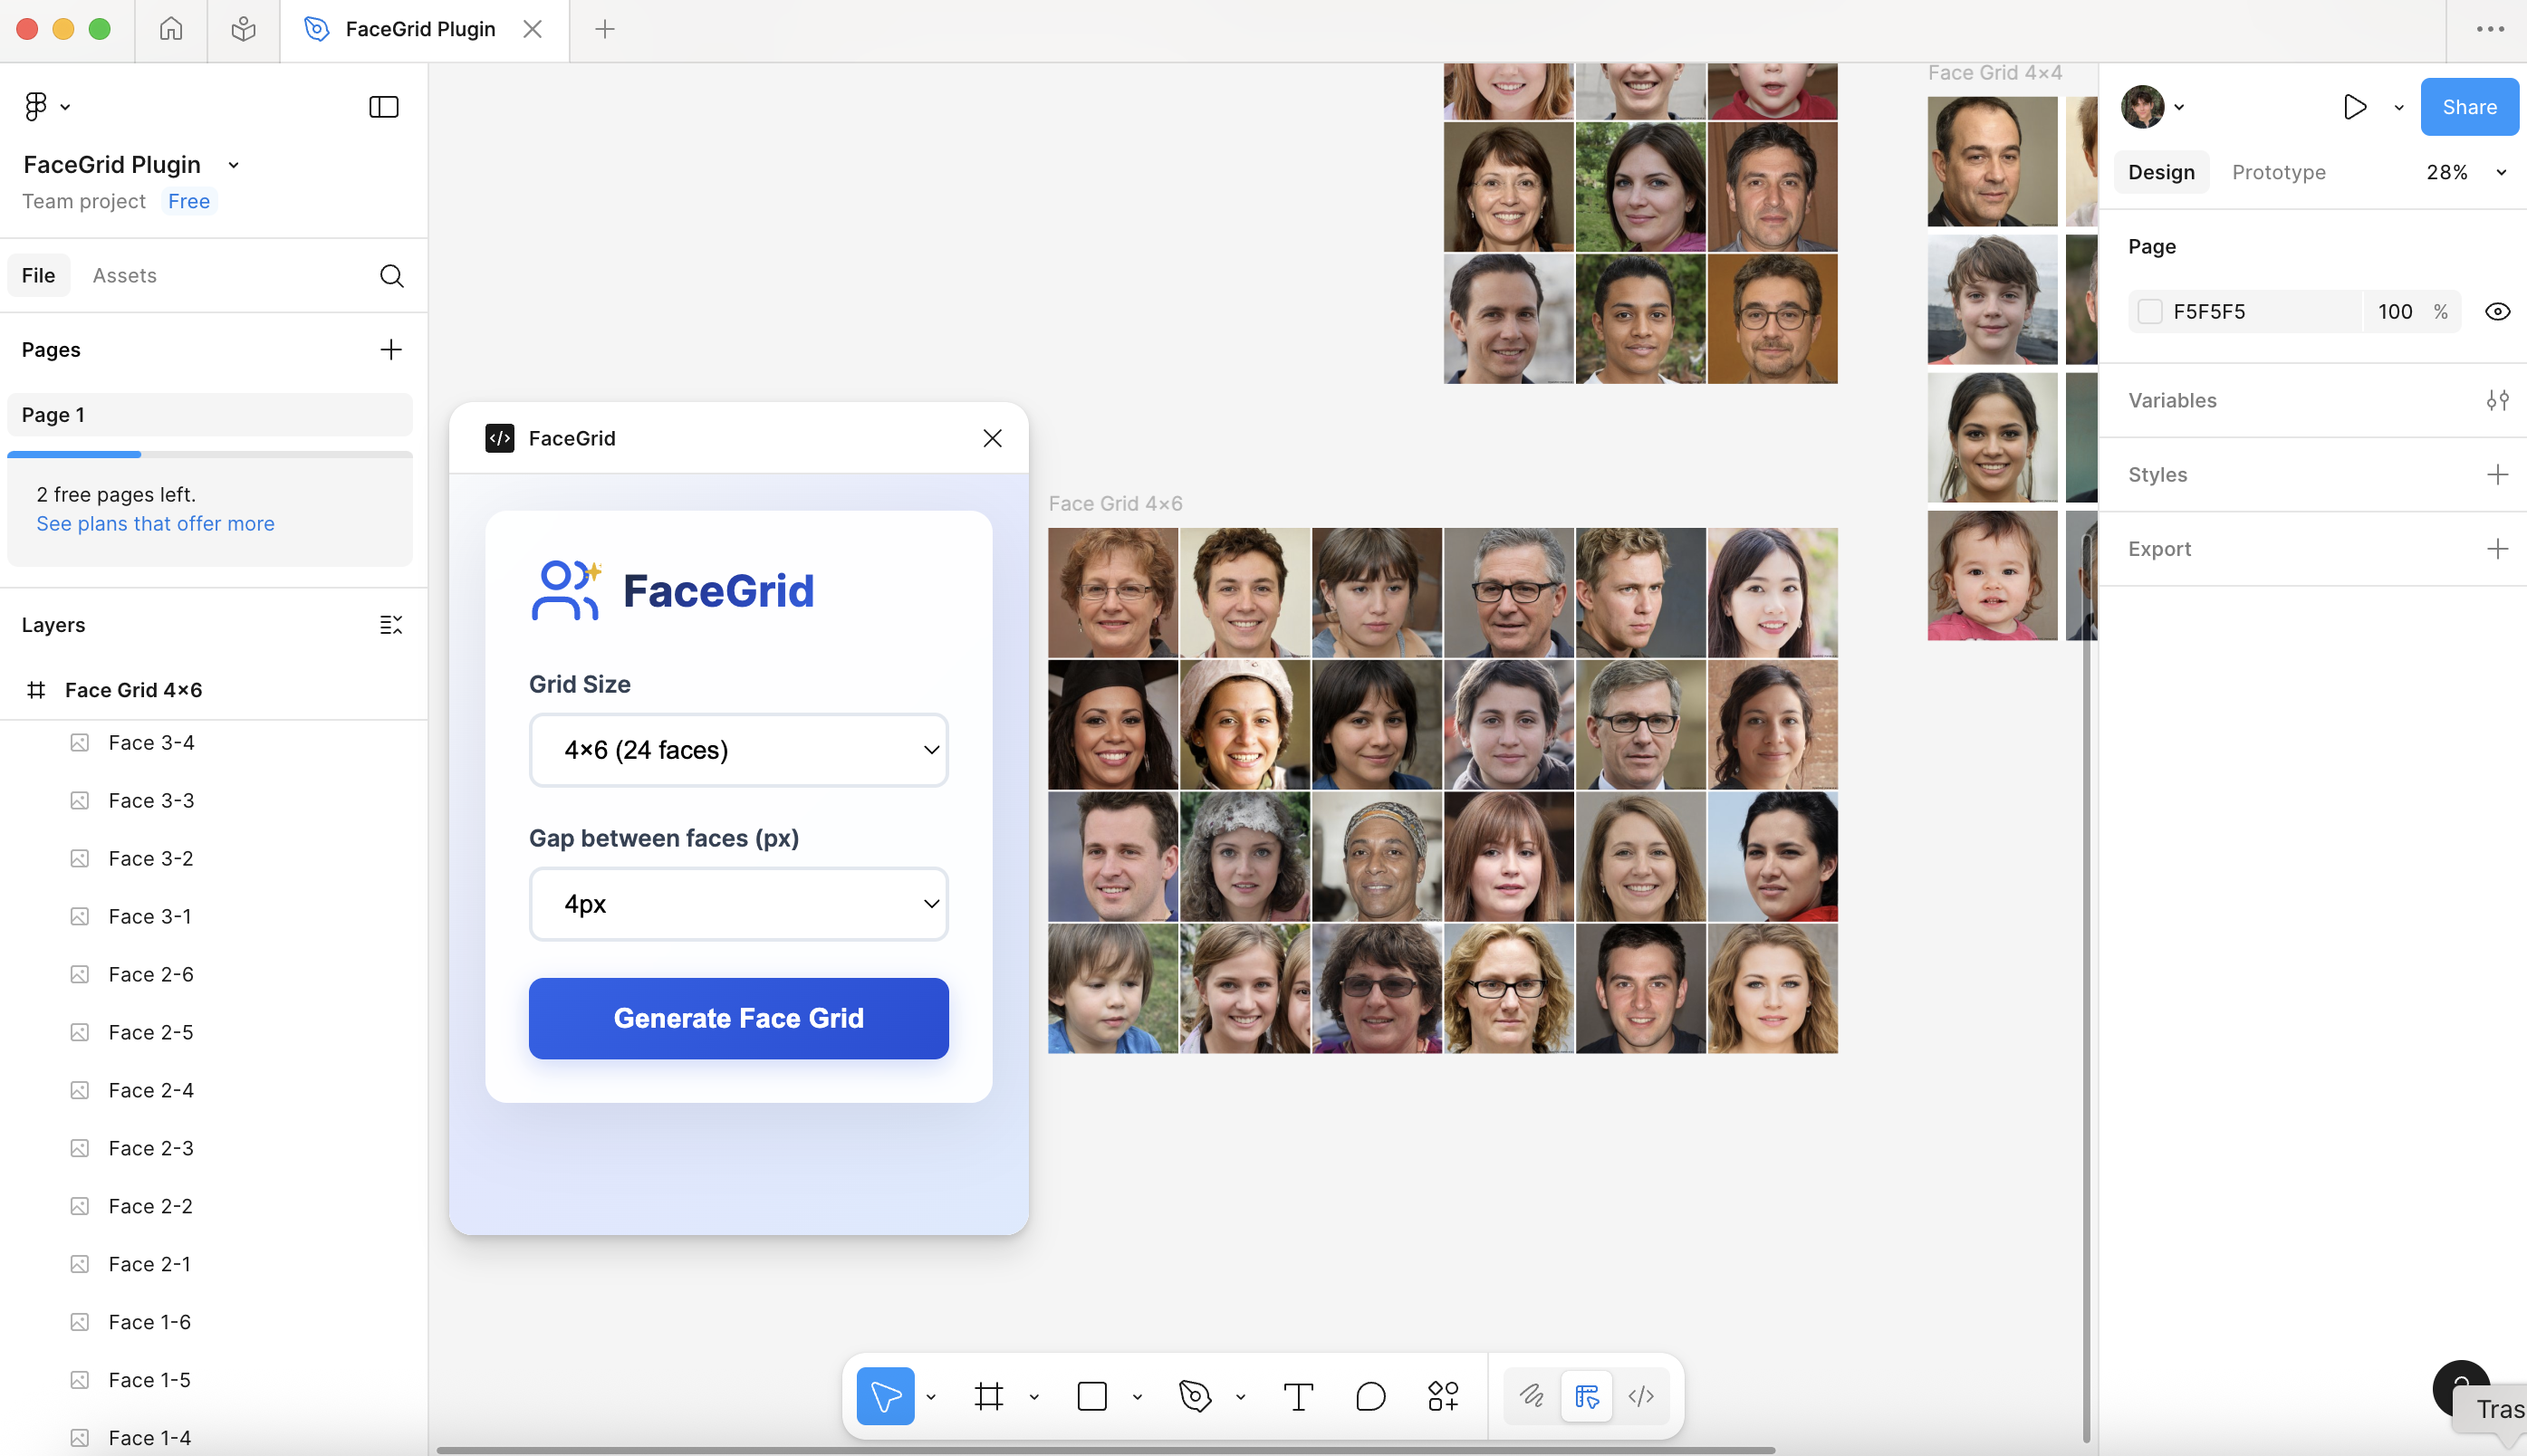 FaceGrid Plugin
FaceGrid Plugin
Team project Free
File Assets
Pages
Page 1
2 free pages left.
See plans that offer more
Layers
Face Grid 4×6
Face 3-4
Face 3-3
Face 3-2
Face 3-1
Face 2-6
Face 2-5
Face 2-4
Face 2-3
Face 2-2
Face 2-1
Face 1-6
Face 1-5
Face 1-4
FaceGrid
FaceGrid
Grid Size
4×6 (24 faces)
Gap between faces (px)
4px
Generate Face Grid
Face Grid 4×6
Face Grid 4×4
Share
Design Prototype 28%
Page
F5F5F5 100 %
Variables
Styles
Export
Tras